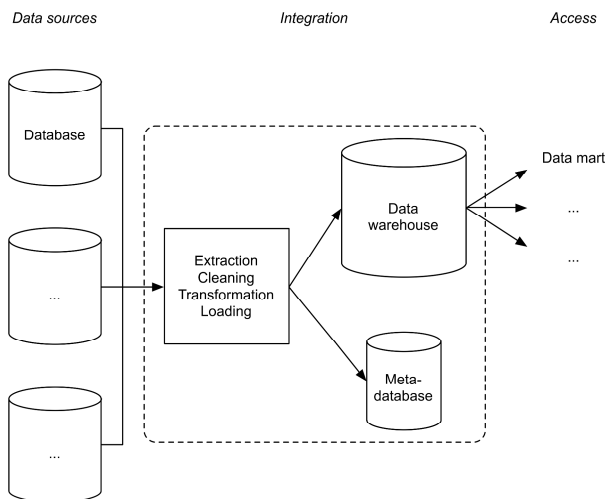 Data sources
Integration
Access
Database
...
...
Extraction
Cleaning
Transformation
Loading
Data
warehouse
Meta-
database
Data mart
...
...